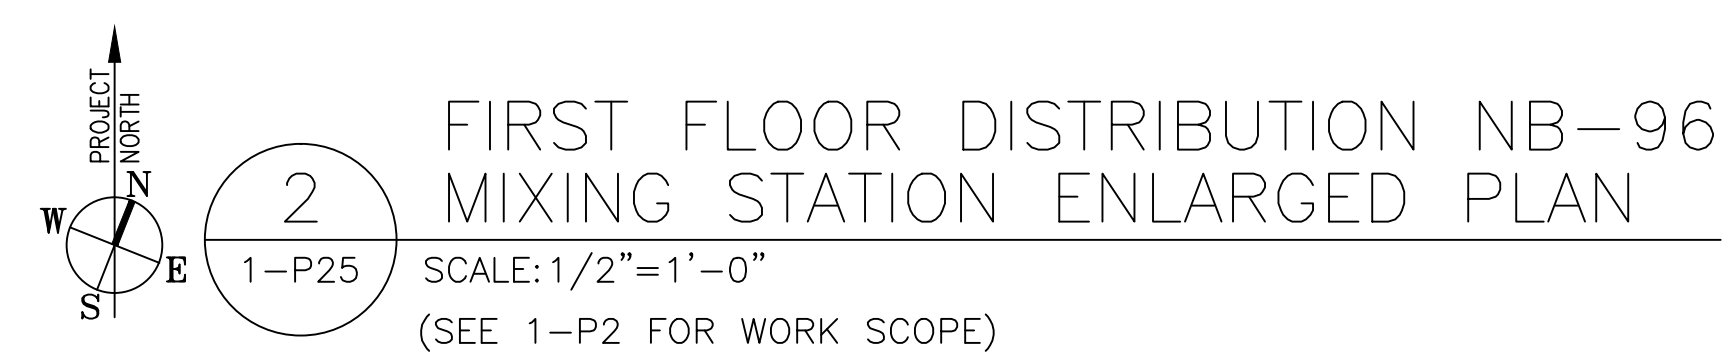 PROJECT
NORTH
N
W
E
S
2
1-P25
FIRST FLOOR DISTRIBUTION NB-96
MIXING STATION ENLARGED PLAN
SCALE:1/2"=1'-0"
(SEE 1-P2 FOR WORK SCOPE)